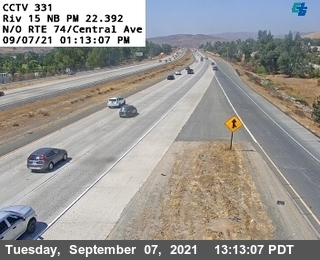 CCTV 331
Riv 15 NB PM 22.392
N/O RTE 74/Central Ave
09/07/21 01:13:07 PM
Tuesday, September 07, 2021 13:13:07 PDT